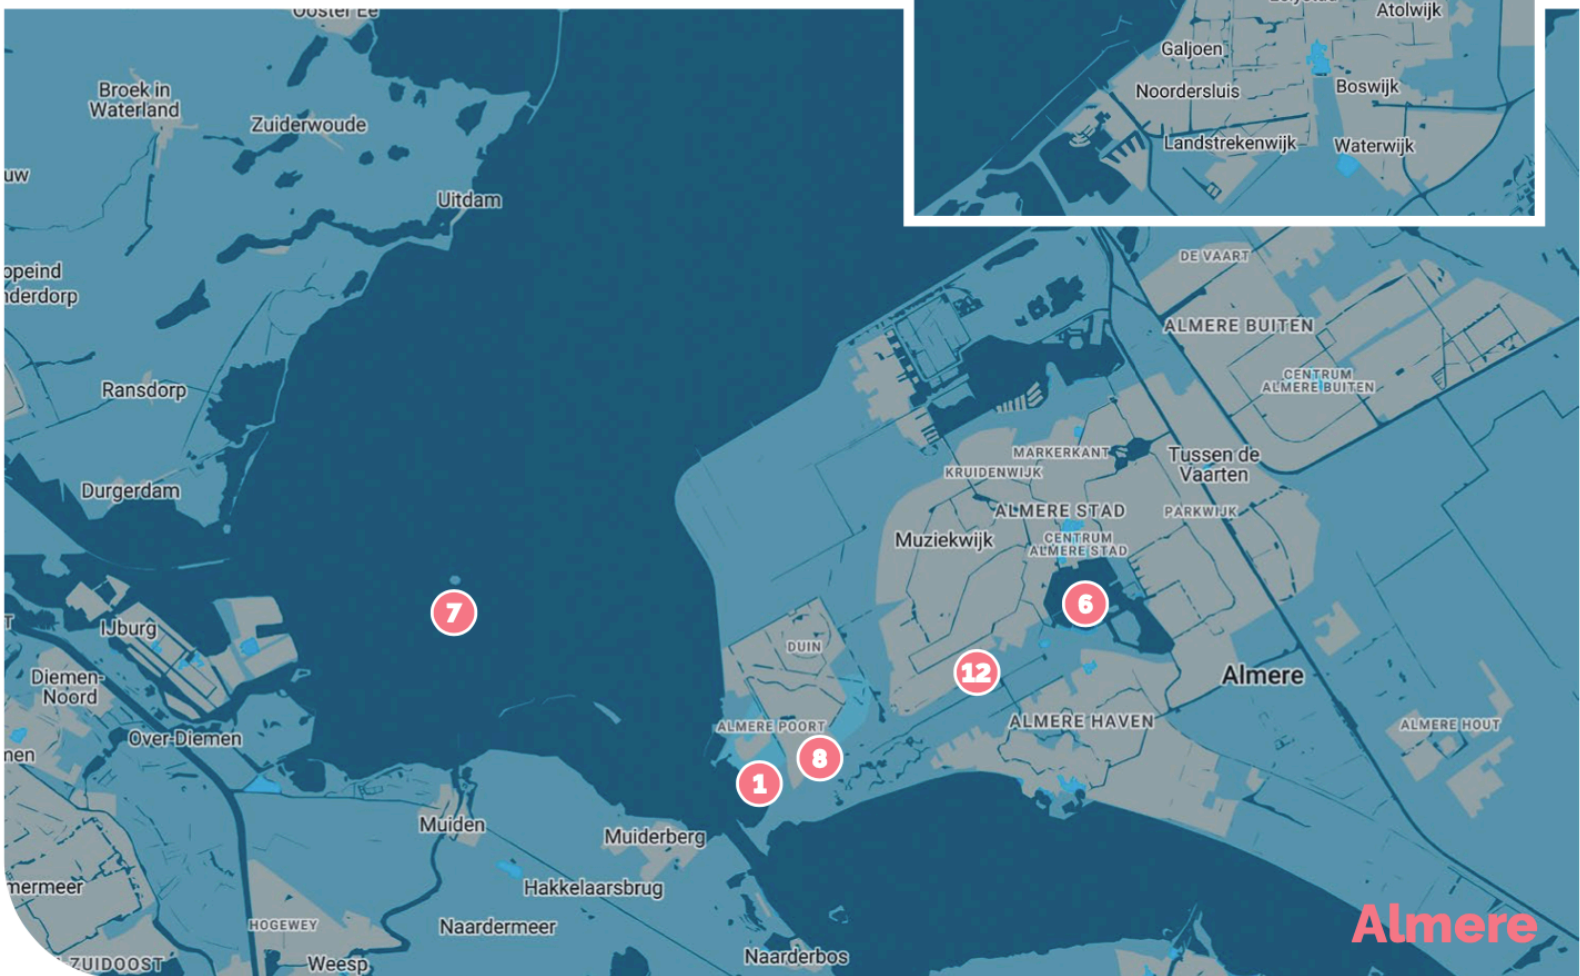 Atolwijk
Galjoen
Noordersluis
Boswijk
Landstrekenwijk
Waterwijk
Broek in
Waterland
Zuiderwoude
uw
Uitdam
opeind
nderdorp
DE VAART
ALMERE BUITEN
CENTRUM
ALMERE BUITEN
Ransdorp
MARKERKANT
KRUIDENWIJK
Tussen de
Vaarten
Durgerdam
ALMERE STAD
PARKWIJK
Muziekwijk
CENTRUM
ALMERE STAD
7
6
IJburg
DUIN
12
Diemen-
Noord
Almere
ALMERE POORT
ALMERE HAVEN
ALMERE HOUT
Over-Diemen
men
8
1
Muiden
Muiderberg
mermeer
Hakkelaarsbrug
HOGEWEY
Naardermeer
Almere
ZUIDOOST
Weesp
Naarderbos